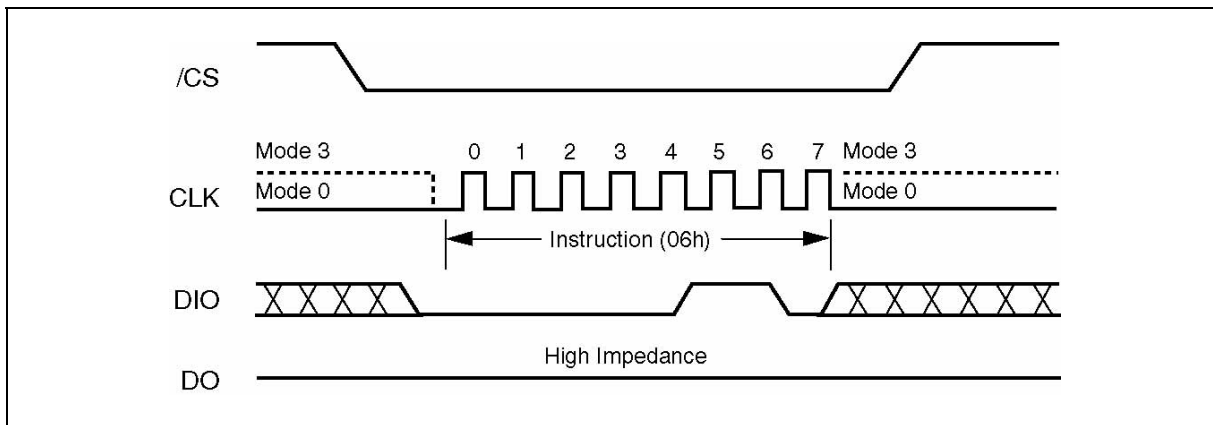 /CS
Mode 3 0 1 2 3 4 5 6 7 Mode 3
CLK Mode 0 Mode 0
Instruction (06h)
DIO
High Impedance
DO